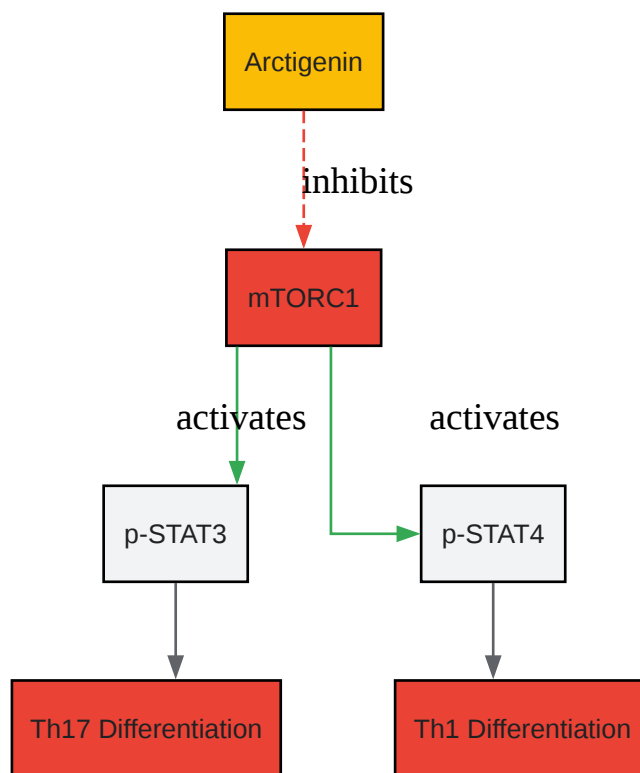 Arctigenin
inhibits
mTORC1
activates
activates
p-STAT3
p-STAT4
Th17 Differentiation
Th1 Differentiation